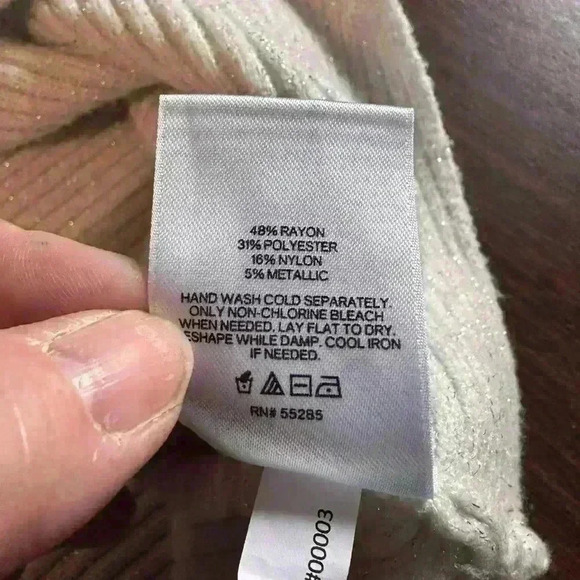 48% RAYON
31% POLYESTER
16% NYLON
5% METALLIC
HAND WASH COLD SEPARATELY.
ONLY NON-CHLORINE BLEACH
WHEN NEEDED. LAY FLAT TO DRY.
ESHAPE WHILE DAMP. COOL IRON
IF NEEDED.
RN# 55285
#00003